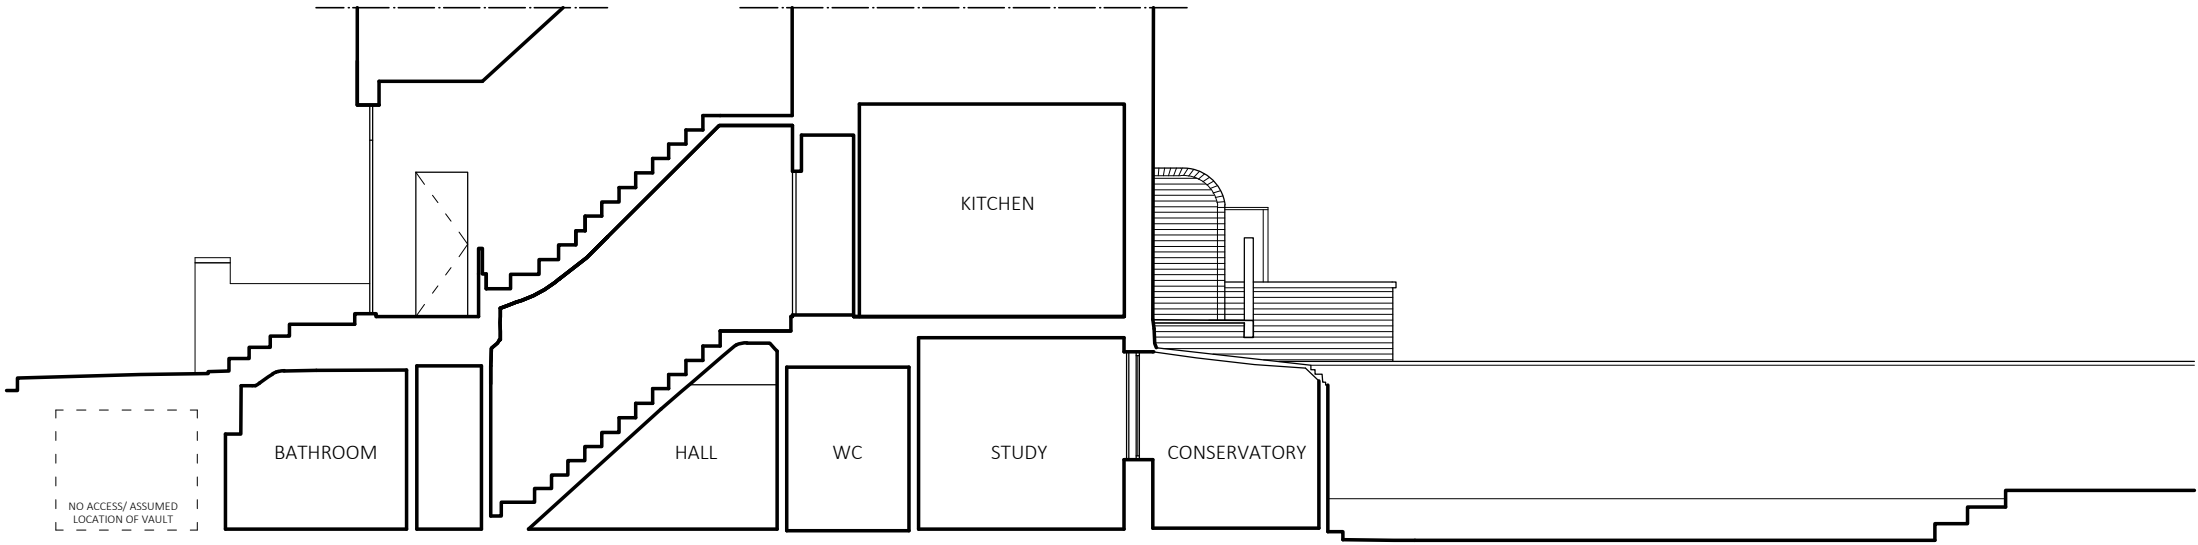 KITCHEN
BATHROOM
HALL
WC
STUDY
CONSERVATORY
NO ACCESS/ ASSUMED
LOCATION OF VAULT